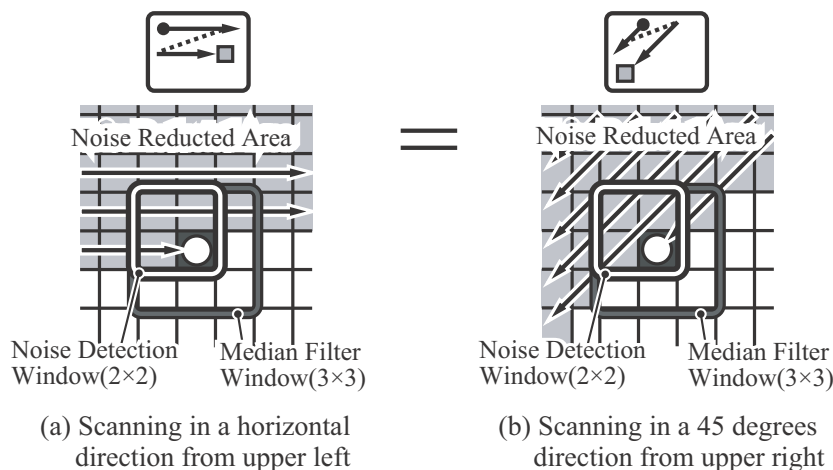 Noise Reducted Area
Noise Detection
Window(2×2)
Median Filter
Window(3×3)
(a) Scanning in a horizontal
direction from upper left
=
Noise Reducted Area
Noise Detection
Window(2×2)
Median Filter
Window(3×3)
(b) Scanning in a 45 degrees
direction from upper right